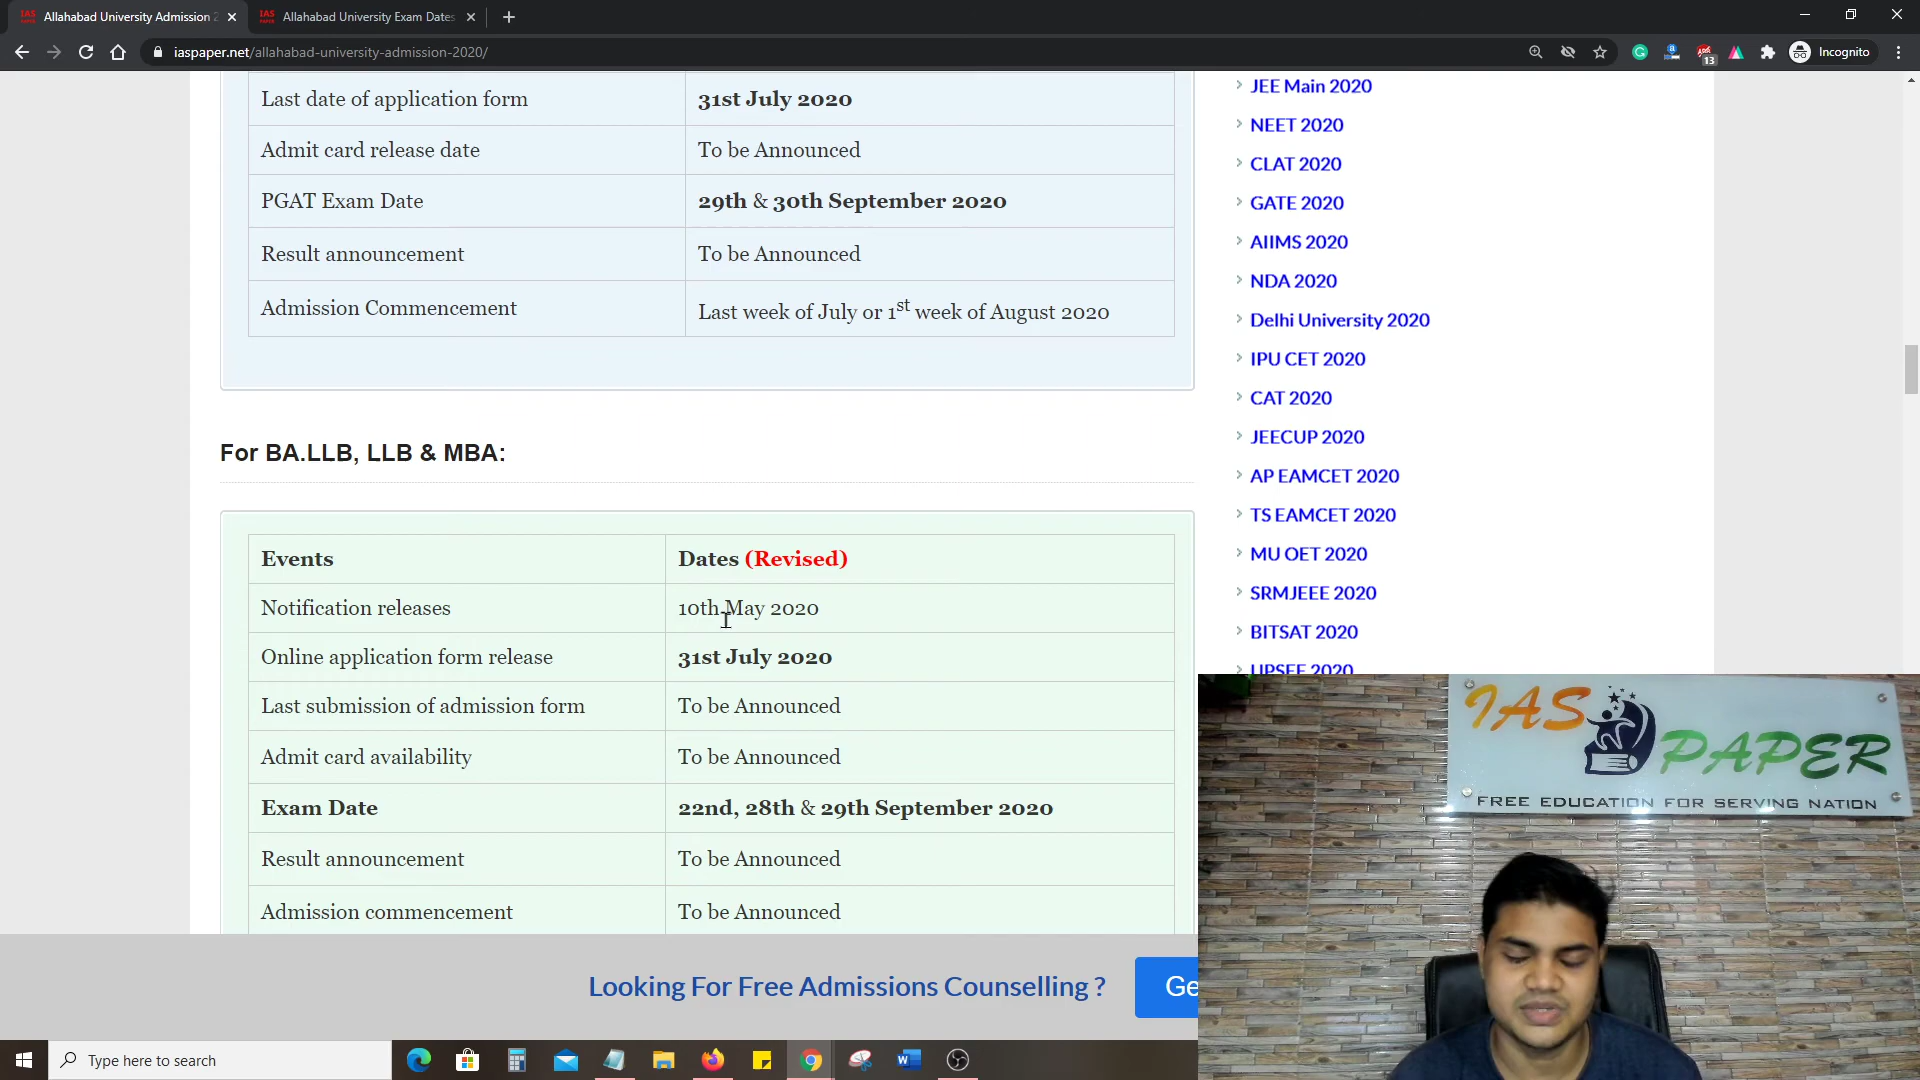 Allahabad University Admission 2
Allahabad University Exam Dates
iaspaper.net/allahabad-university-admission-2020/
13
Incognito
Last date of application form 31st July 2020
Admit card release date To be Announced
PGAT Exam Date 29th & 30th September 2020
Result announcement To be Announced
Admission Commencement Last week of July or 1st week of August 2020
For BA.LLB, LLB & MBA:
Events Dates (Revised)
Notification releases 10th May 2020
Online application form release 31st July 2020
Last submission of admission form To be Announced
Admit card availability To be Announced
Exam Date 22nd, 28th & 29th September 2020
Result announcement To be Announced
Admission commencement To be Announced
JEE Main 2020
NEET 2020
CLAT 2020
GATE 2020
AIIMS 2020
NDA 2020
Delhi University 2020
IPU CET 2020
CAT 2020
JEECUP 2020
AP EAMCET 2020
TS EAMCET 2020
MU OET 2020
SRMJEEE 2020
BITSAT 2020
UPSEE 2020
IAS PAPER
FREE EDUCATION FOR SERVING NATION
Looking For Free Admissions Counselling ?
Ge
Type here to search